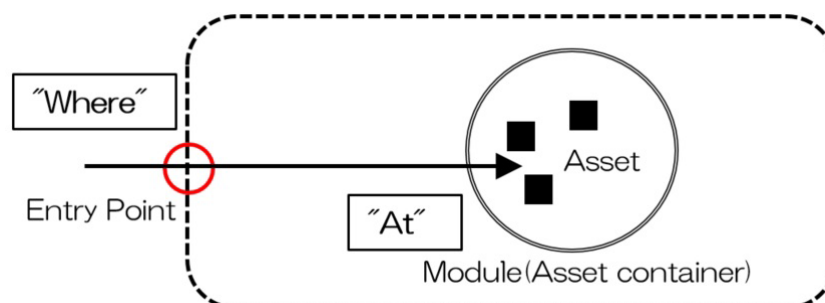 "Where"
Entry Point
"At"
Asset
Module(Asset container)